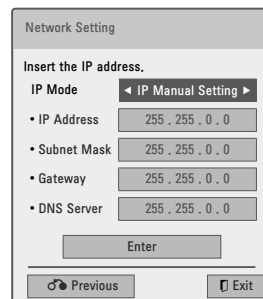 Network Setting
Insert the IP address.
IP Mode ◄ IP Manual Setting ►
• IP Address 255 . 255 . 0 . 0
• Subnet Mask 255 . 255 . 0 . 0
• Gateway 255 . 255 . 0 . 0
• DNS Server 255 . 255 . 0 . 0
Enter
Previous Exit